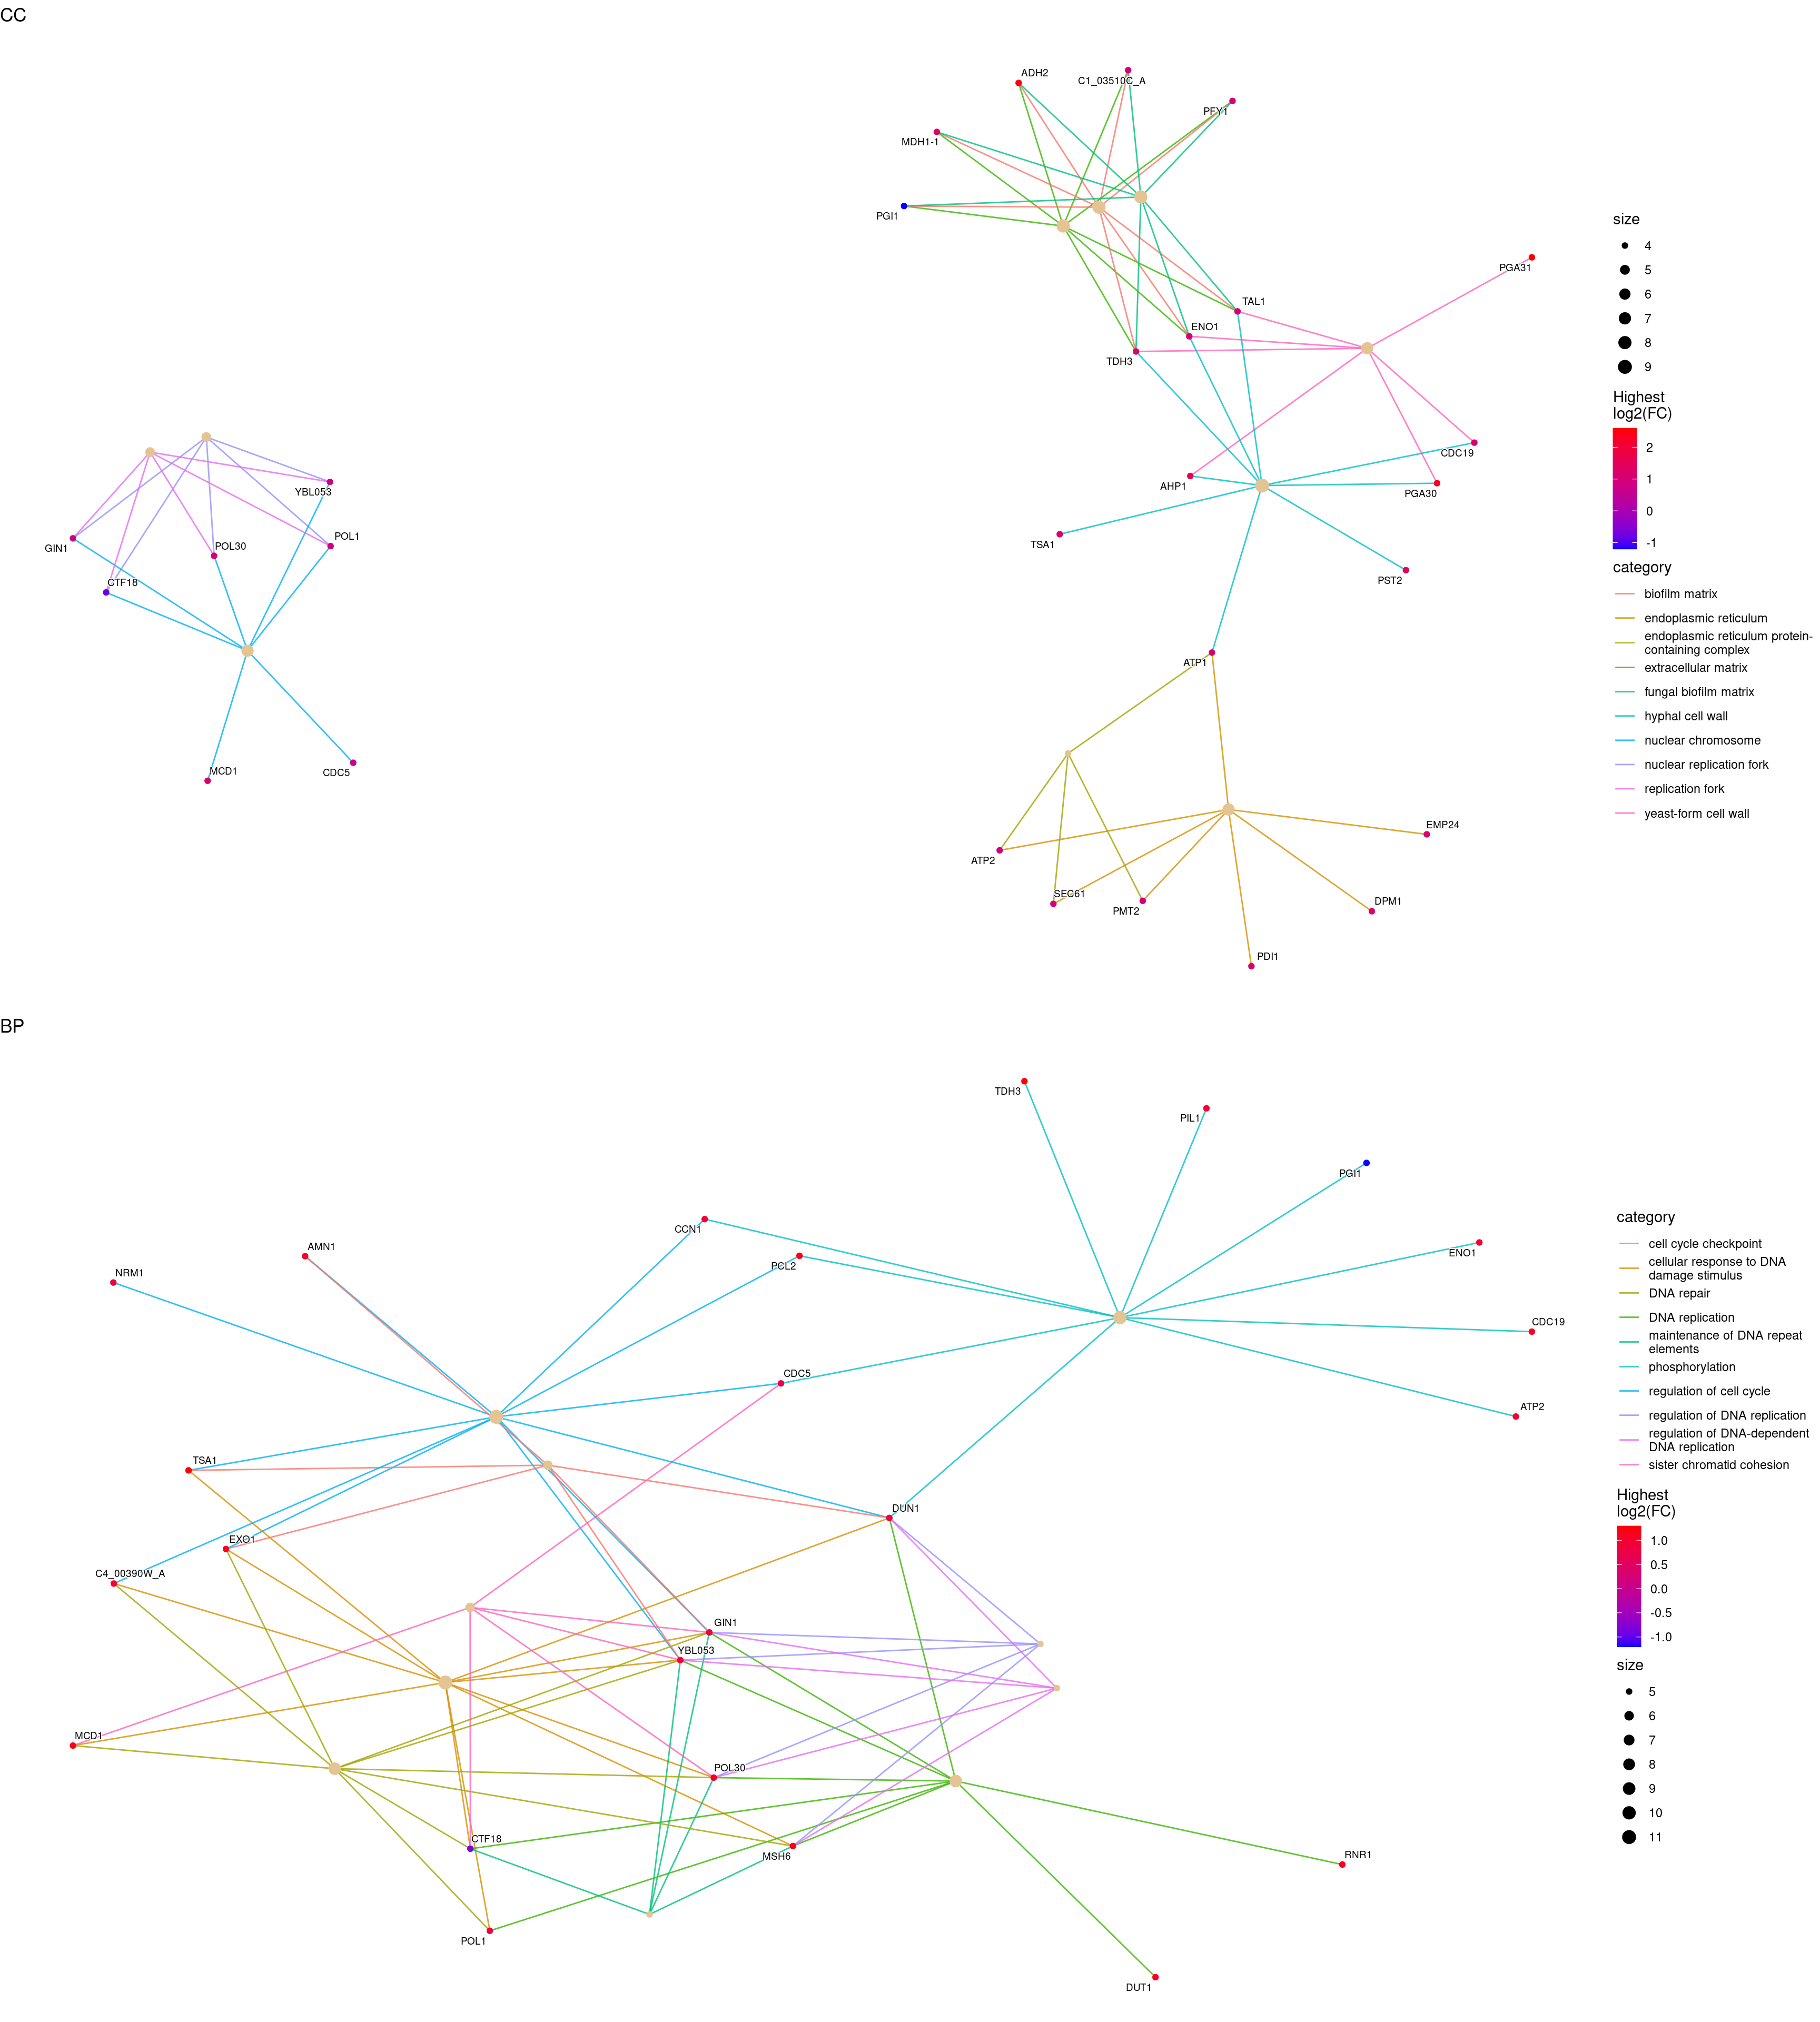 CC
ADH2
C1_03510C_A
PFY1
MDH1-1
PGI1
PGA31
TAL1
ENO1
TDH3
CDC19
AHP1
PGA30
YBL053
GIN1
POL30
POL1
TSA1
CTF18
PST2
ATP1
MCD1
CDC5
EMP24
ATP2
SEC61
PMT2
DPM1
PDI1
size
4
5
6
7
8
9
Highest
log2(FC)
2
1
0
-1
category
biofilm matrix
endoplasmic reticulum
endoplasmic reticulum protein-
containing complex
extracellular matrix
fungal biofilm matrix
hyphal cell wall
nuclear chromosome
nuclear replication fork
replication fork
yeast-form cell wall
BP
TDH3
PIL1
PGI1
CCN1
AMN1
ENO1
PCL2
NRM1
CDC19
CDC5
ATP2
TSA1
DUN1
EXO1
C4_00390W_A
GIN1
YBL053
MCD1
POL30
CTF18
MSH6
RNR1
POL1
DUT1
category
cell cycle checkpoint
cellular response to DNA
damage stimulus
DNA repair
DNA replication
maintenance of DNA repeat
elements
phosphorylation
regulation of cell cycle
regulation of DNA replication
regulation of DNA-dependent
DNA replication
sister chromatid cohesion
Highest
log2(FC)
1.0
0.5
0.0
-0.5
-1.0
size
5
6
7
8
9
10
11